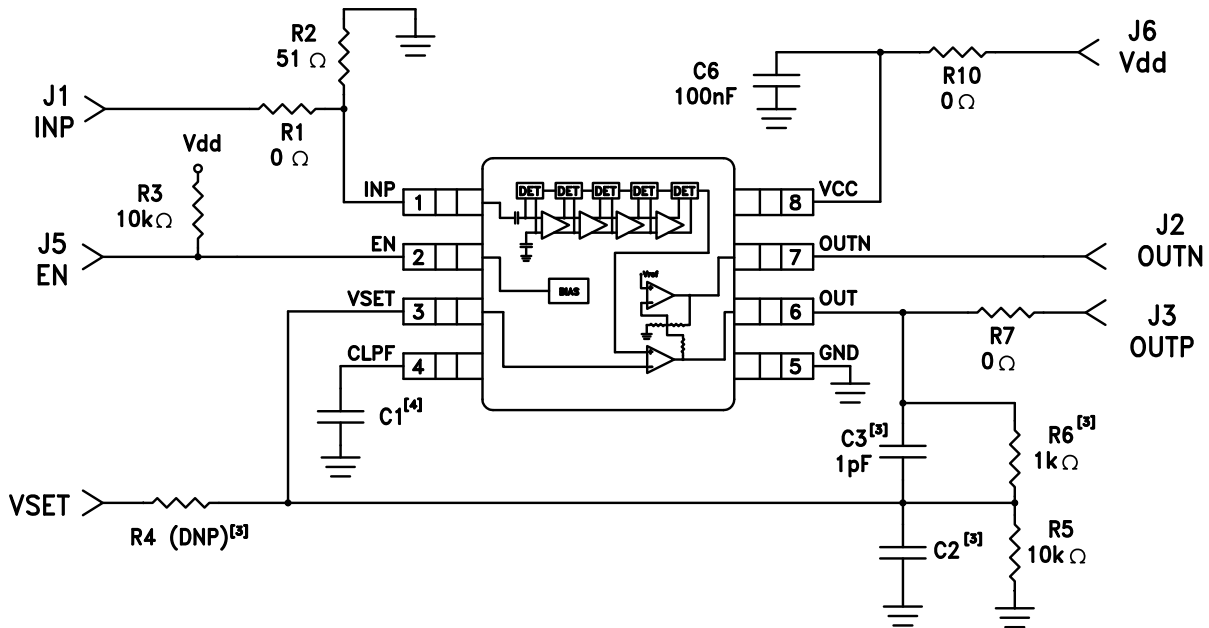 R2
51 Ω
J1
INP
R1
0 Ω
Vdd
R3
10kΩ
J5
EN
C6
100nF
R10
0 Ω
J6
Vdd
INP
1
EN
2
VSET
3
CLPF
4
DET DET DET DET DET
BIAS
Vref
VCC
8
OUTN
7
OUT
6
GND
5
J2
OUTN
R7
0 Ω
J3
OUTP
C1[4]
C3[3]
1pF
R6[3]
1kΩ
VSET
R4 (DNP)[3]
C2[3]
R5
10kΩ